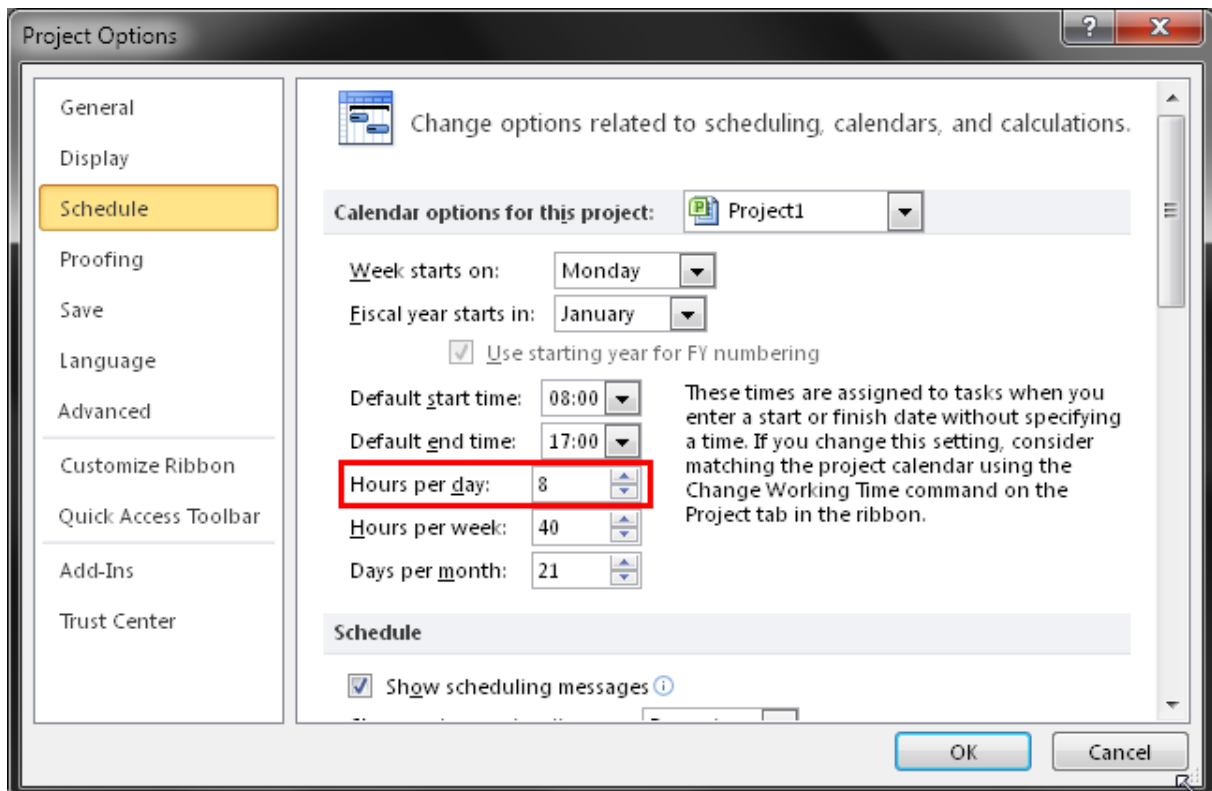 Project Options
General
Display
Schedule
Proofing
Save
Language
Advanced
Customize Ribbon
Quick Access Toolbar
Add-Ins
Trust Center
Change options related to scheduling, calendars, and calculations.
Calendar options for this project: Project1
Week starts on: Monday
Fiscal year starts in: January
Use starting year for FY numbering
Default start time: 08:00
Default end time: 17:00
Hours per day: 8
Hours per week: 40
Days per month: 21
These times are assigned to tasks when you
enter a start or finish date without specifying
a time. If you change this setting, consider
matching the project calendar using the
Change Working Time command on the
Project tab in the ribbon.
Schedule
Show scheduling messages
OK Cancel